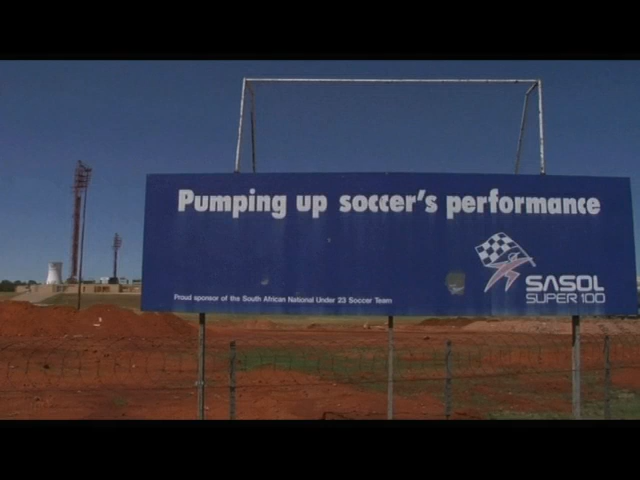 Pumping up soccer's performance
SASOL
SUPER 100
Proud sponsor of the South African National Under 23 Soccer Team